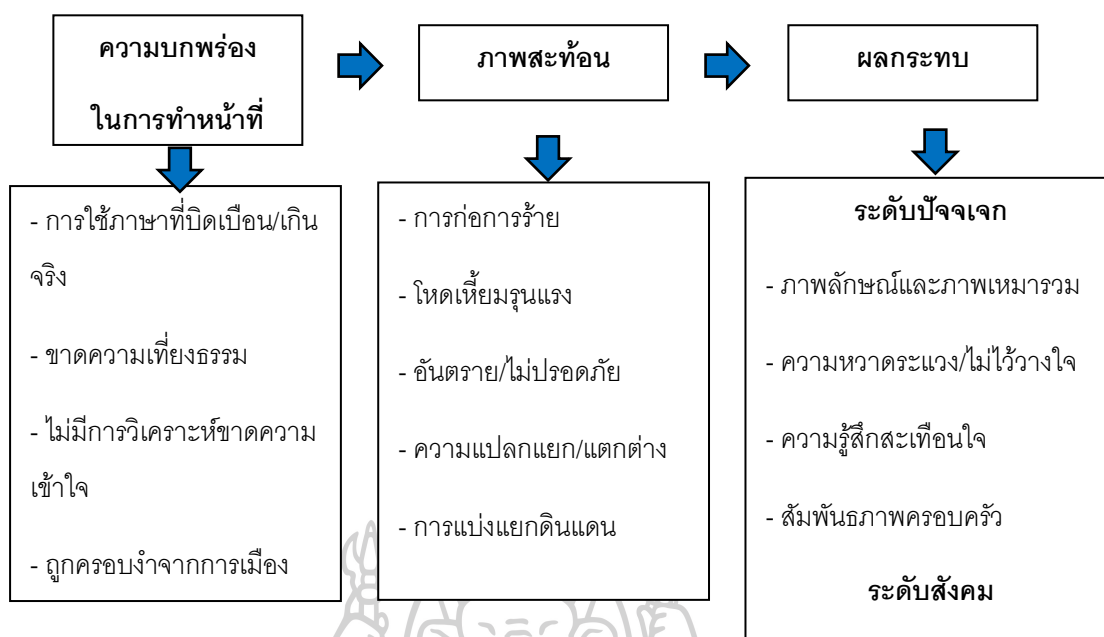 ความบกพร่อง
ในการทำหน้าที่
ภาพสะท้อน
ผลกระทบ
- การใช้ภาษาที่บิดเบือน/เกิน
จริง
- ขาดความเที่ยงธรรม
- ไม่มีการวิเคราะห์ขาดความ
เข้าใจ
- ถูกครอบงำจากการเมือง
- การก่อการร้าย
- โหดเหี้ยมรุนแรง
- อันตราย/ไม่ปรอดภัย
- ความแปลกแยก/แตกต่าง
- การแบ่งแยกดินแดน
ระดับปัจจเจก
- ภาพลักษณ์และภาพเหมารวม
- ความหวาดระแวง/ไม่ไว้วางใจ
- ความรู้สึกสะเทือนใจ
- สัมพันธภาพครอบครัว
ระดับสังคม